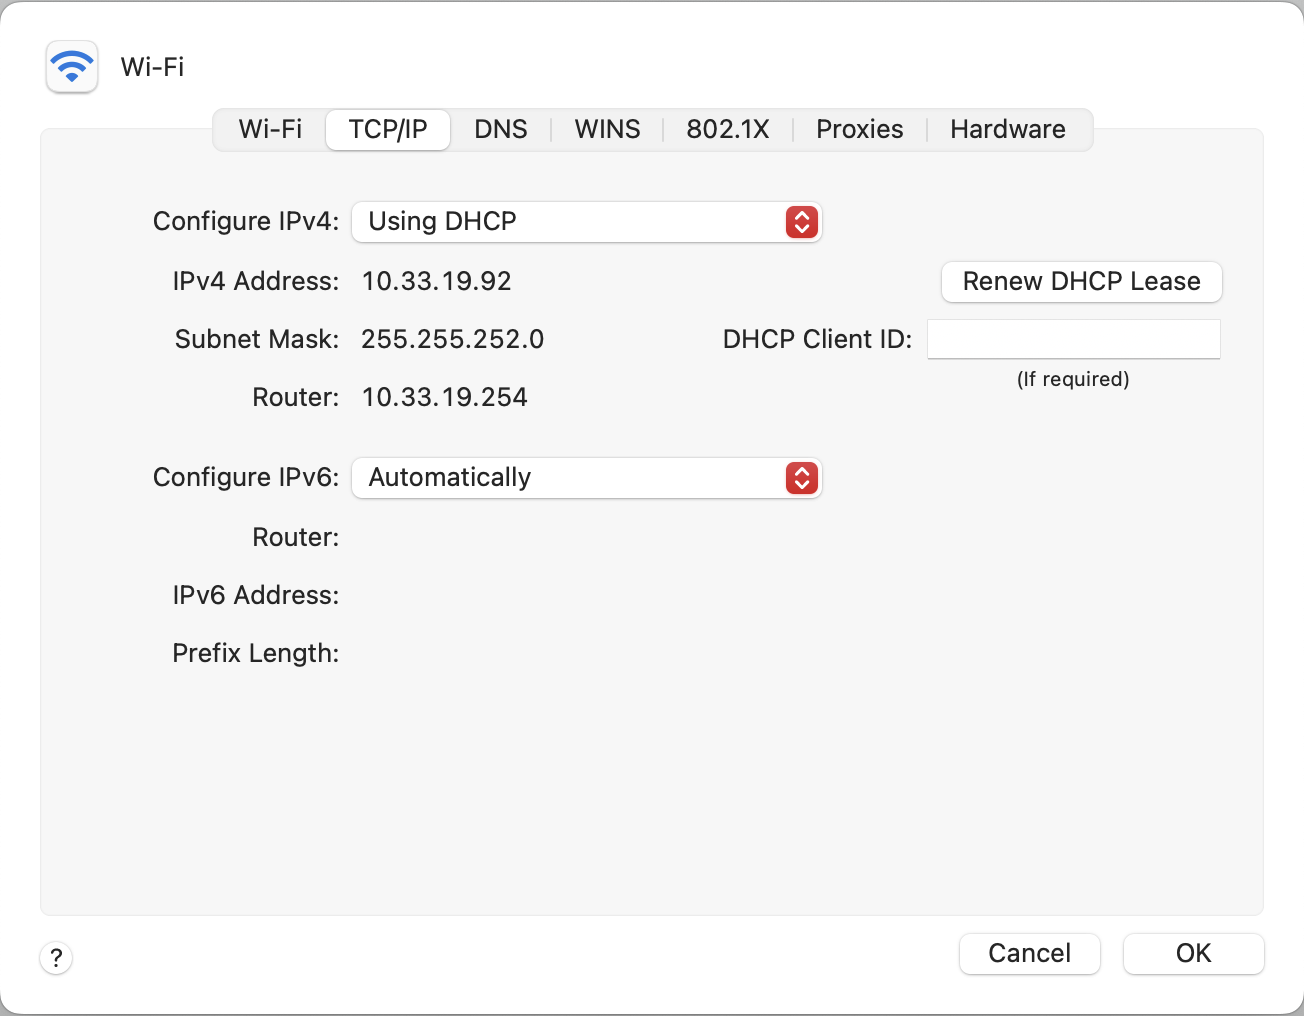 Wi-Fi
Wi-Fi TCP/IP DNS WINS 802.1X Proxies Hardware
Configure IPv4: Using DHCP
IPv4 Address: 10.33.19.92 Renew DHCP Lease
Subnet Mask: 255.255.252.0 DHCP Client ID:
(If required)
Router: 10.33.19.254
Configure IPv6: Automatically
Router:
IPv6 Address:
Prefix Length:
? Cancel OK